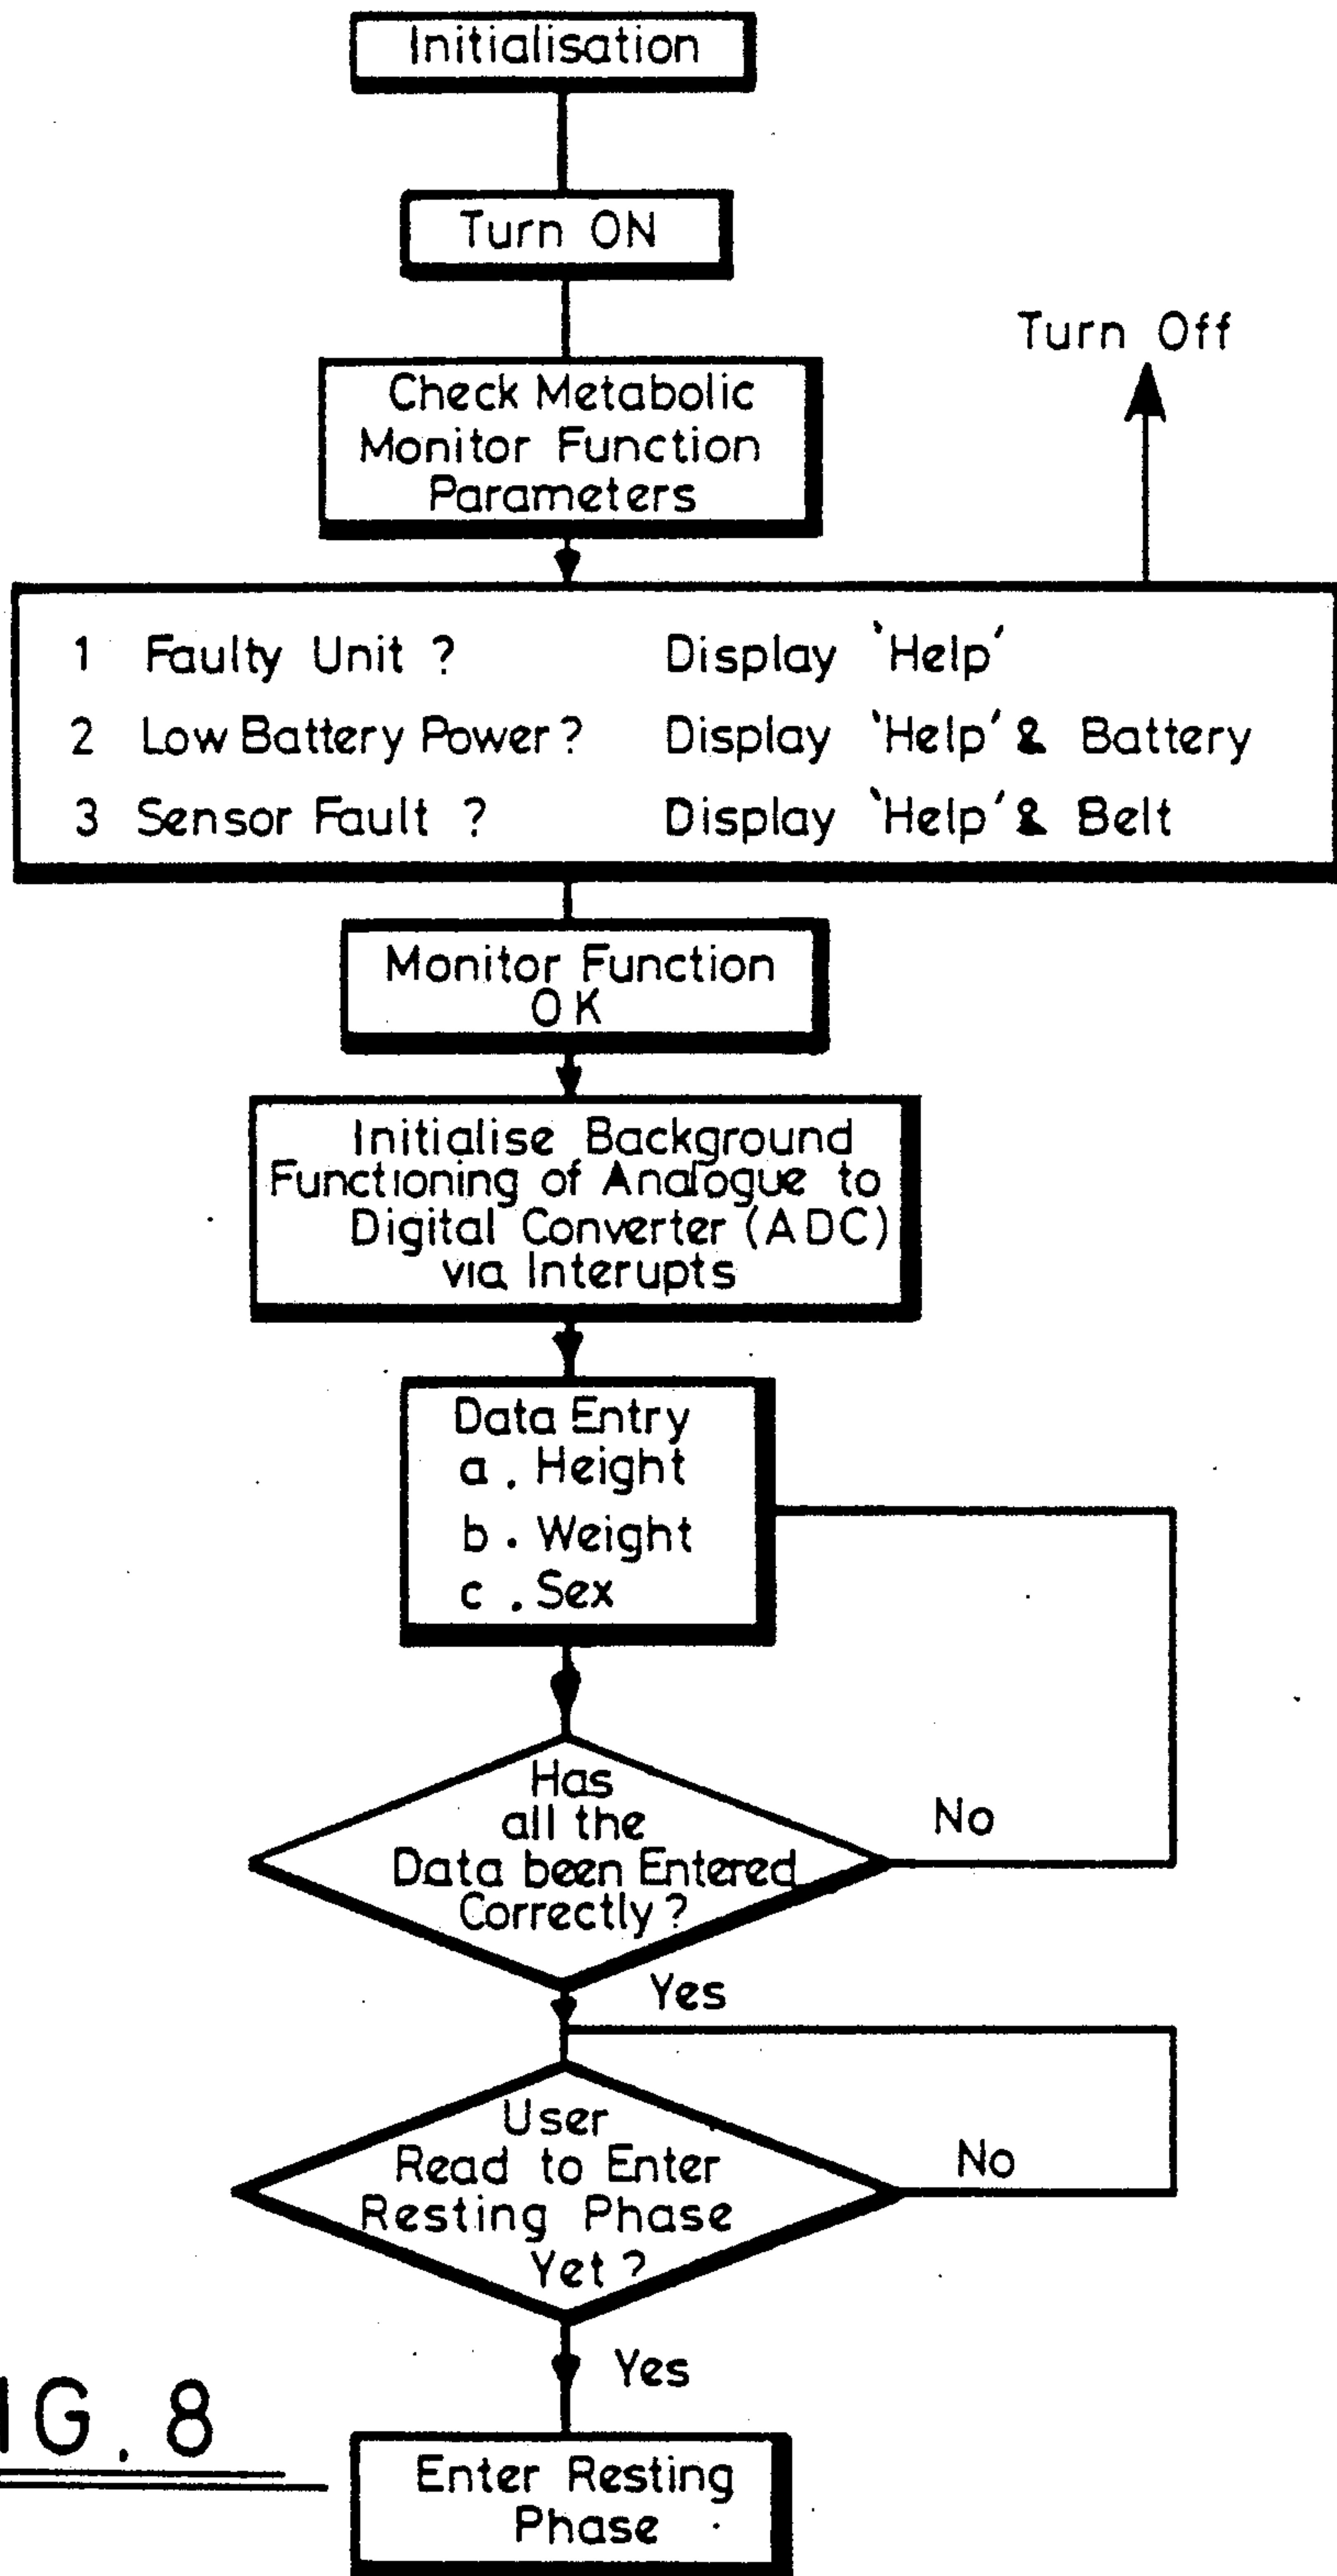 Initialisation
Turn ON
Turn Off
Check Metabolic
Monitor Function
Parameters
1 Faulty Unit ? Display 'Help'
2 Low Battery Power? Display 'Help' & Battery
3 Sensor Fault ? Display 'Help' & Belt
Monitor Function
OK
Initialise Background
Functioning of Analogue to
Digital Converter (ADC)
via Interupts
Data Entry
a. Height
b. Weight
c. Sex
Has
all the
Data been Entered
Correctly?
No
Yes
User
Read to Enter
Resting Phase
Yet?
No
Yes
IG. 8
Enter Resting
Phase